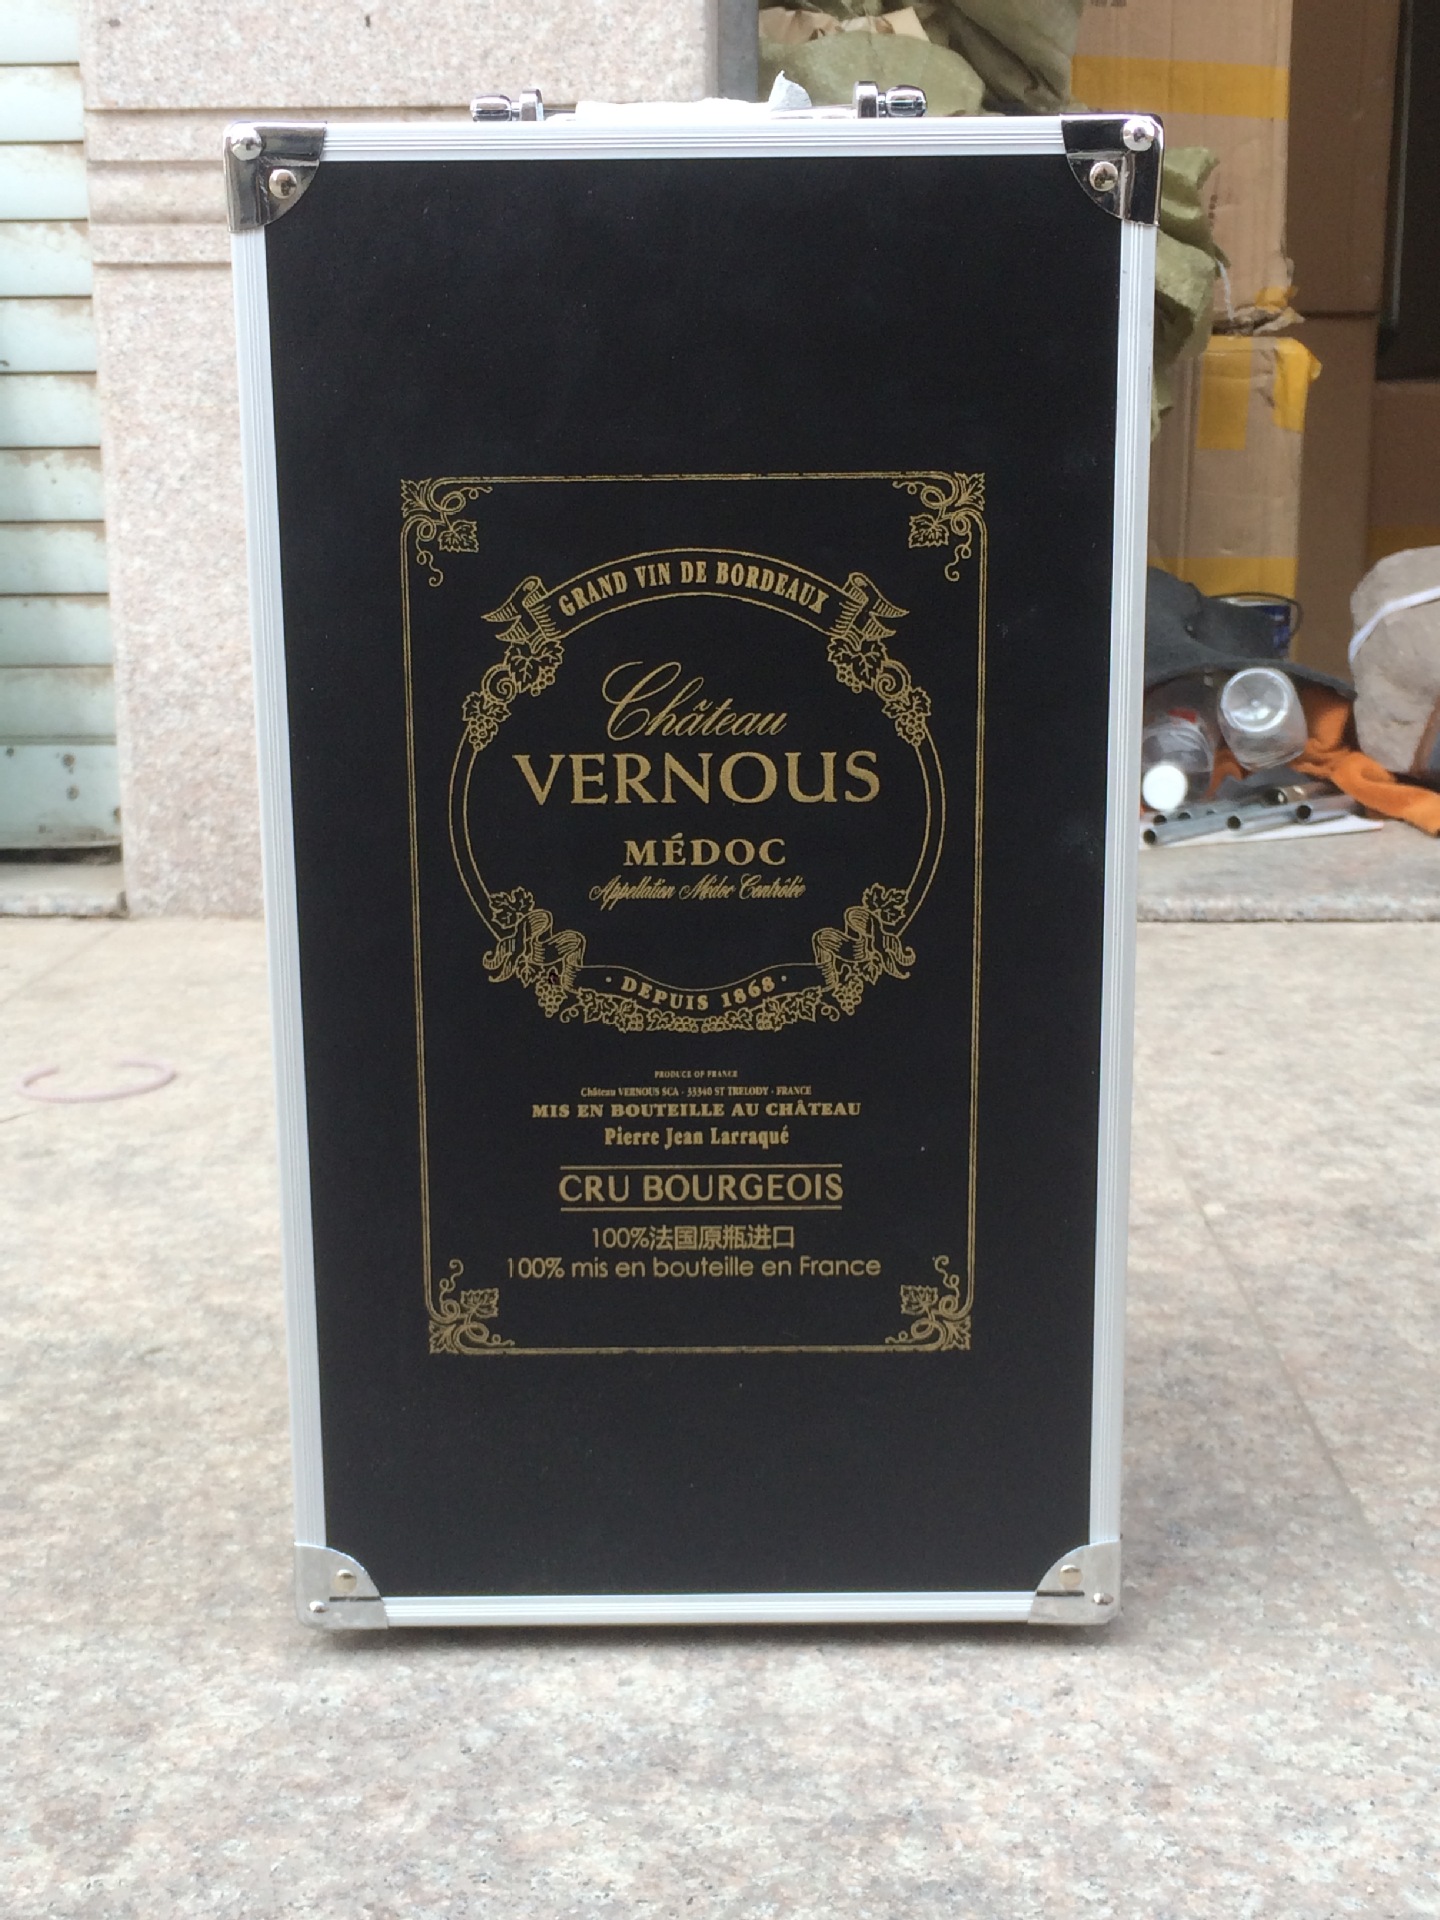 GRAND VIN DE BORDEAUX
Château
VERNOUS
MÉDOC
Appellation Médoc Contrôlée
· DEPUIS 1868 ·
PRODUCE OF FRANCE
Château VERNOUS SCA - 33340 ST TRELODY - FRANCE
MIS EN BOUTEILLE AU CHÂTEAU
Pierre Jean Larraqué
CRU BOURGEOIS
100%法国原瓶进口
100% mis en bouteille en France